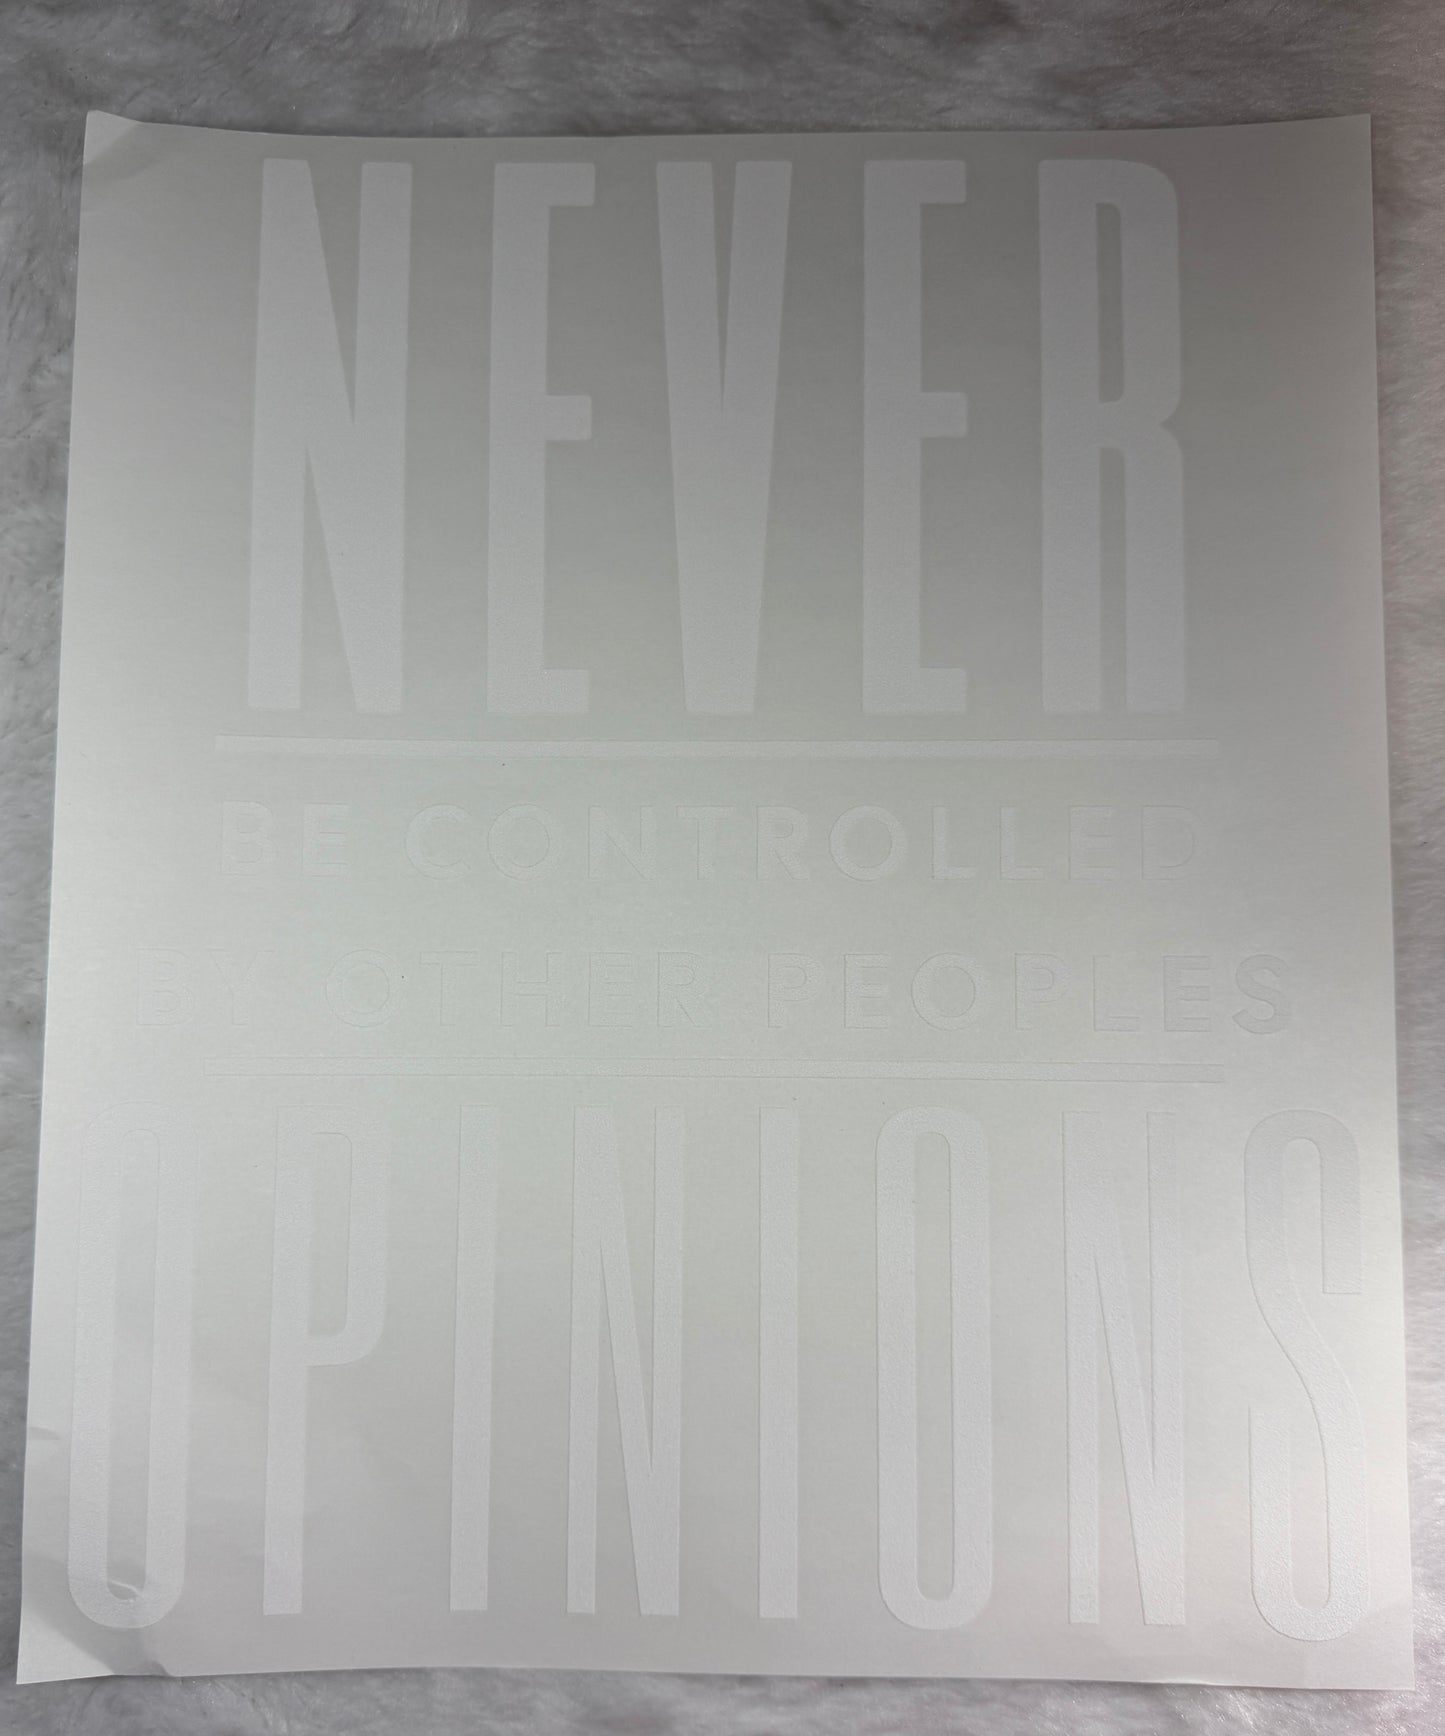 NEVER
BE CONTROLLED
BY OTHER PEOPLES
OPINIONS